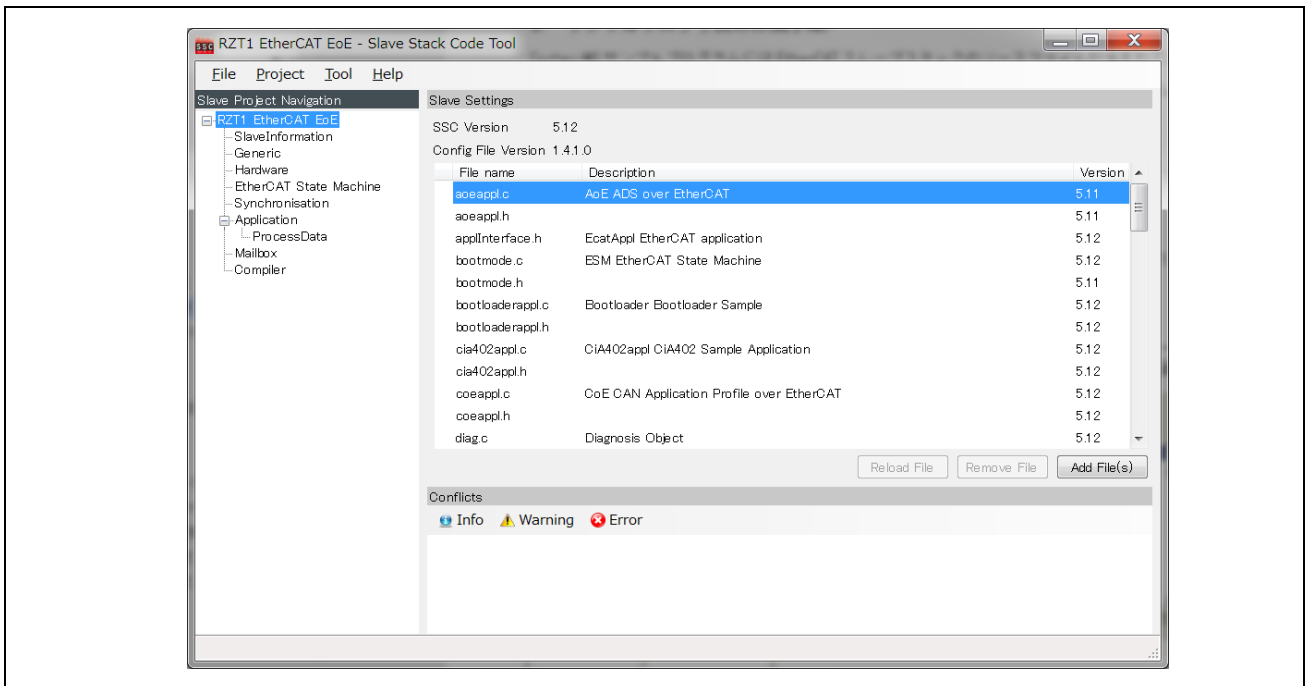 SSC RZT1 EtherCAT EoE - Slave Stack Code Tool
File Project Tool Help
Slave Project Navigation
RZT1 EtherCAT EoE
SlaveInformation
Generic
Hardware
EtherCAT State Machine
Synchronisation
Application
ProcessData
Mailbox
Compiler
Slave Settings
SSC Version 5.12
Config File Version 1.4.1.0
File name Description Version
aoeappl.c AoE ADS over EtherCAT 5.11
aoeappl.h 5.11
applInterface.h EcatAppl EtherCAT application 5.12
bootmode.c ESM EtherCAT State Machine 5.12
bootmode.h 5.11
bootloaderappl.c Bootloader Bootloader Sample 5.12
bootloaderappl.h 5.12
cia402appl.c CiA402appl CiA402 Sample Application 5.12
cia402appl.h 5.12
coeappl.c CoE CAN Application Profile over EtherCAT 5.12
coeappl.h 5.12
diag.c Diagnosis Object 5.12
Reload File Remove File Add File(s)
Conflicts
Info Warning Error